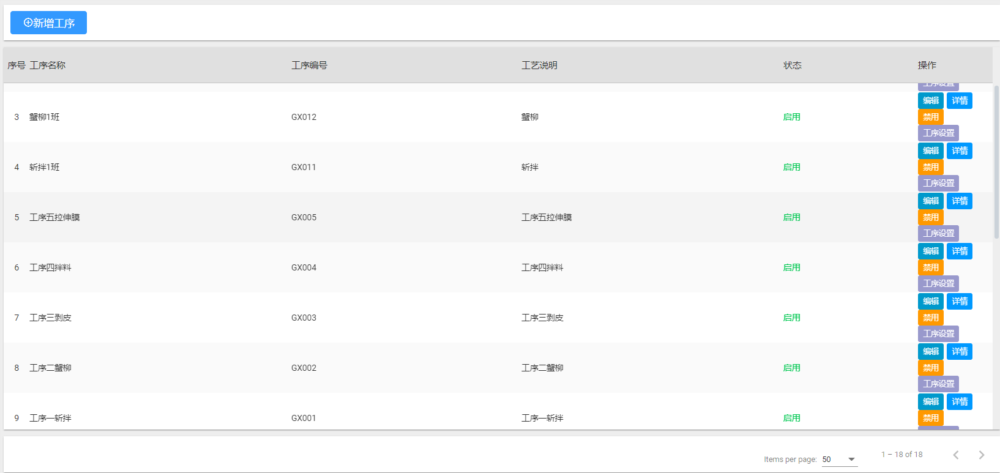 新增工序
序号 工序名称 工序编号 工艺说明 状态 操作
工序设置
编辑 详情
3 蟹柳1班 GX012 蟹柳 启用 禁用
工序设置
编辑 详情
4 斩拌1班 GX011 斩拌 启用 禁用
工序设置
编辑 详情
5 工序五拉伸膜 GX005 工序五拉伸膜 启用 禁用
工序设置
编辑 详情
6 工序四拌料 GX004 工序四拌料 启用 禁用
工序设置
编辑 详情
7 工序三剥皮 GX003 工序三剥皮 启用 禁用
工序设置
编辑 详情
8 工序二蟹柳 GX002 工序二蟹柳 启用 禁用
工序设置
编辑 详情
9 工序一斩拌 GX001 工序一斩拌 启用 禁用
Items per page: 50 1 – 18 of 18